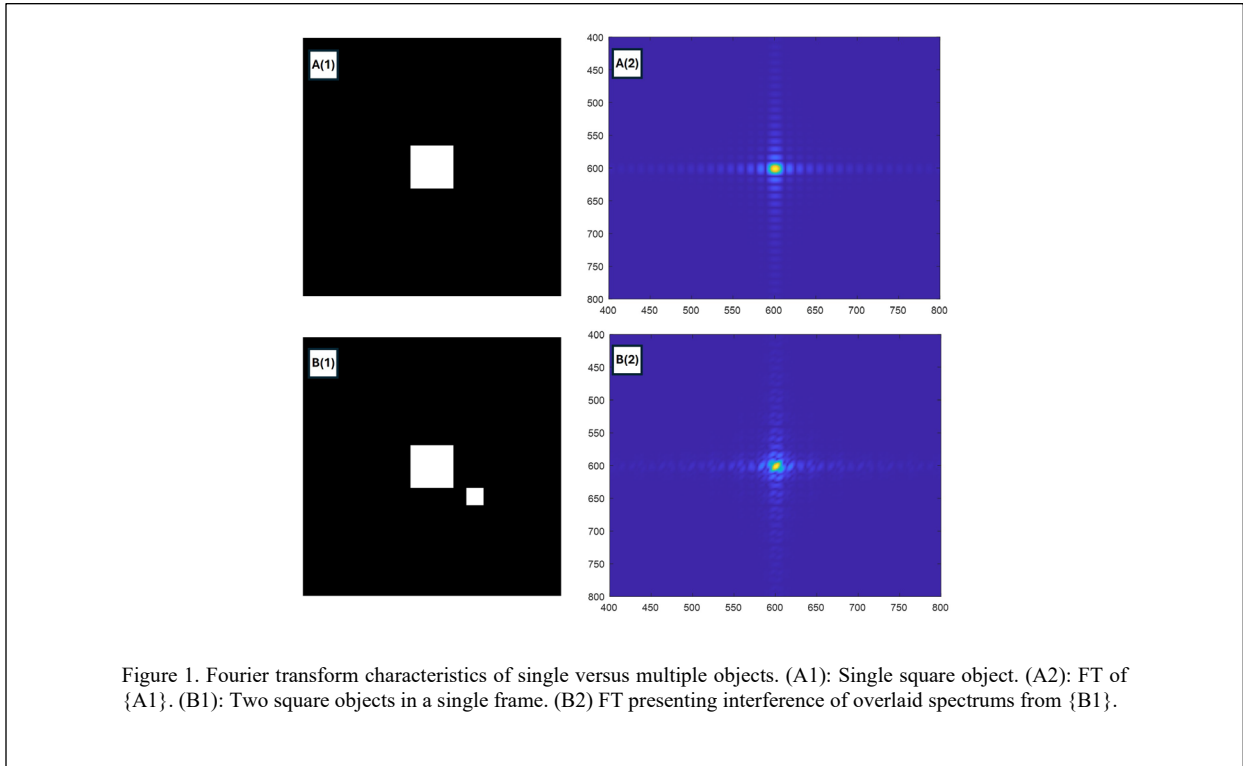 A(1)
A(2)
400
450
500
550
600
650
700
750
800
400 450 500 550 600 650 700 750 800
B(1)
B(2)
400
450
500
550
600
650
700
750
800
400 450 500 550 600 650 700 750 800
Figure 1. Fourier transform characteristics of single versus multiple objects. (A1): Single square object. (A2): FT of
{A1}. (B1): Two square objects in a single frame. (B2) FT presenting interference of overlaid spectrums from {B1}.